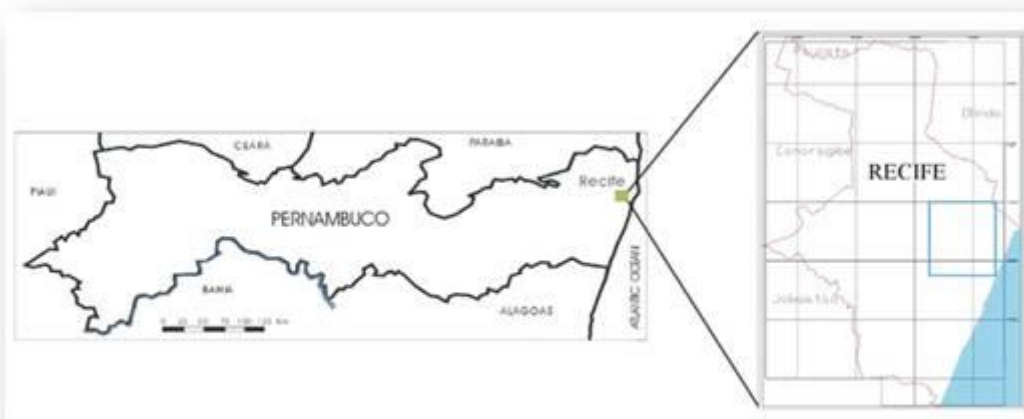 CEARÁ
PARAIBA
PIAUI
Recife
PERNAMBUCO
BAHIA
ALAGOAS
ATLANTIC OCEAN
RECIFE
Olinda